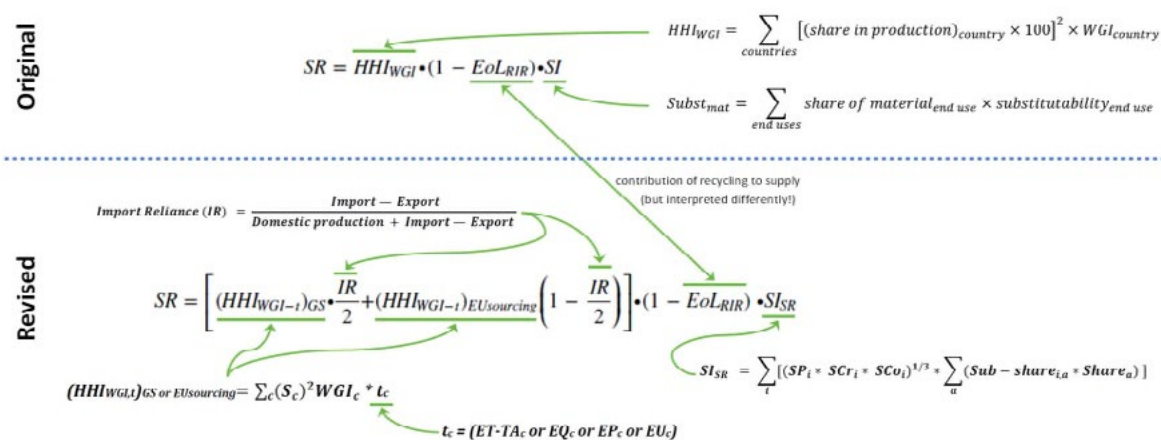 Original
HHI_WGI = ∑_countries [(share in production)_country × 100]² × WGI_country
SR = HHI_WGI•(1 − EoL_RIR)•SI
Subst_mat = ∑_end uses share of material_end use × substitutability_end use
contribution of recycling to supply
(but interpreted differently!)
Revised
Import Reliance (IR) = Import − Export / Domestic production + Import − Export
SR = [(HHI_WGI−t)_GS•IR/2+(HHI_WGI−t)_EUsourcing(1 − IR/2)]•(1 − EoL_RIR) •SI_SR
SI_SR = ∑_i[(SP_i * SCr_i * SCo_i)^1/3 * ∑_a(Sub − share_i,a * Share_a) ]
(HHI_WGI,t)_GS or EUsourcing= ∑_c(S_c)²WGI_c * t_c
t_c = (ET-TA_c or EQ_c or EP_c or EU_c)